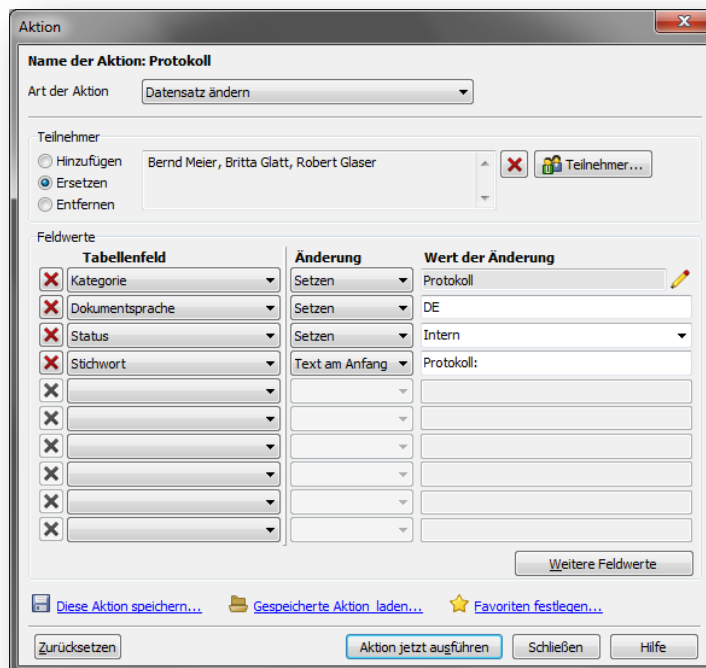 Aktion
Name der Aktion: Protokoll
Art der Aktion Datensatz ändern
Teilnehmer
Hinzufügen
Ersetzen
Entfernen
Bernd Meier, Britta Glatt, Robert Glaser
Teilnehmer...
Feldwerte
Tabellenfeld Änderung Wert der Änderung
Kategorie Setzen Protokoll
Dokumentsprache Setzen DE
Status Setzen Intern
Stichwort Text am Anfang Protokoll:
Weitere Feldwerte
Diese Aktion speichern... Gespeicherte Aktion laden... Favoriten festlegen...
Zurücksetzen Aktion jetzt ausführen Schließen Hilfe